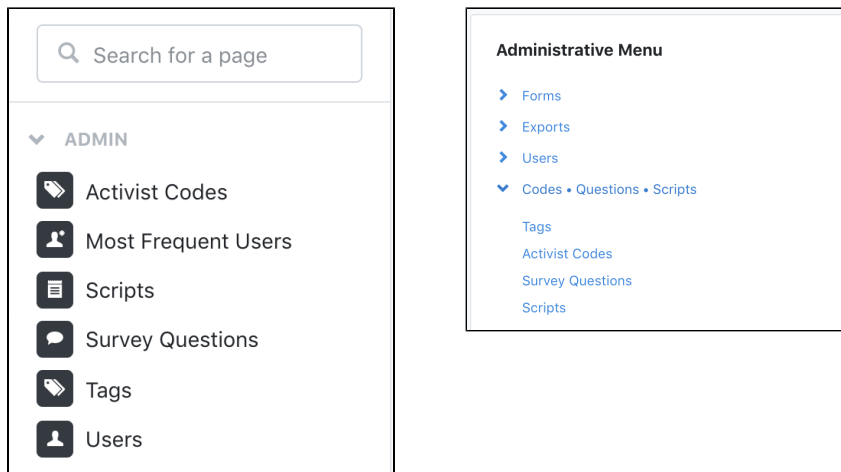 Search for a page
ADMIN
Activist Codes
Most Frequent Users
Scripts
Survey Questions
Tags
Users
Administrative Menu
Forms
Exports
Users
Codes • Questions • Scripts
Tags
Activist Codes
Survey Questions
Scripts